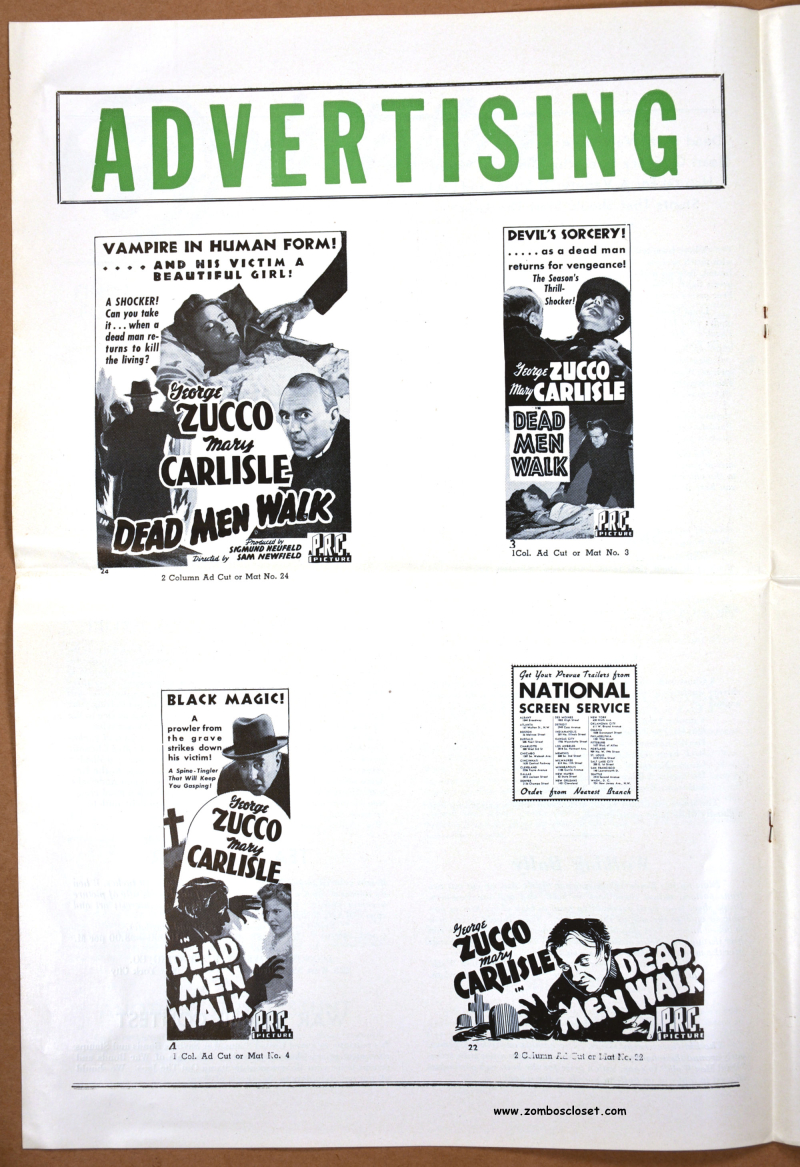 ADVERTISING
VAMPIRE IN HUMAN FORM!
.... AND HIS VICTIM A
BEAUTIFUL GIRL!
A SHOCKER!
Can you take
it...when a
dead man re-
turns to kill
the living?
George
ZUCCO
Mary
CARLISLE
IN
DEAD MEN WALK
Produced by
SIGMUND NEUFELD
Directed by SAM NEWFIELD
P.R.C.
PICTURE
24
2 Column Ad Cut or Mat No. 24
DEVIL'S SORCERY!
.....as a dead man
returns for vengeance!
The Season's
Thrill-
Shocker!
George ZUCCO
Mary CARLISLE
IN
DEAD
MEN
WALK
P.R.C.
PICTURE
3
1Col. Ad Cut or Mat No. 3
BLACK MAGIC!
A
prowler from
the grave
strikes down
his victim!
A Spine-Tingler
That Will Keep
You Gasping!
George
ZUCCO
Mary
CARLISLE
IN
DEAD
MEN
WALK
P.R.C.
PICTURE
4
1 Col. Ad Cut or Mat No. 4
Get Your Prevue Trailers from
NATIONAL
SCREEN SERVICE
Order from Nearest Branch
George
ZUCCO
Mary
CARLISLE
IN
DEAD
MEN WALK
P.R.C.
PICTURE
22
2 Column Ad Cut or Mat No. 22
www.zomboscloset.com